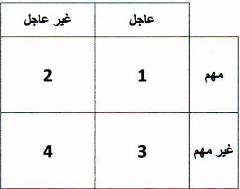 عاجل غير عاجل
مهم 1 2
غير مهم 3 4